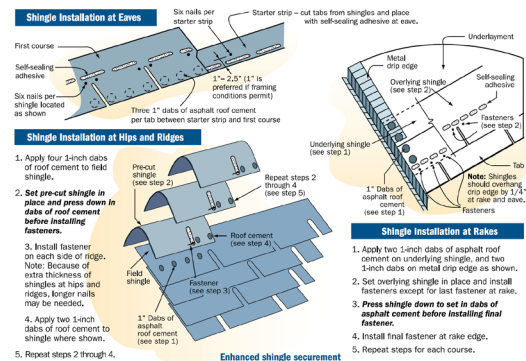 Shingle Installation at Eaves
Six nails per
starter strip
Starter strip – cut tabs from shingles and place
with self-sealing adhesive at eave.
First course
Self-sealing
adhesive
Six nails per
shingle located
as shown
1"– 2.5" (1" is
preferred if framing
conditions permit)
Three 1" dabs of asphalt roof cement
per tab between starter strip and first course
Underlayment
Metal
drip edge
Overlying shingle
(see step 2)
Self-sealing
adhesive
Fasteners
(see step 2)
Underlying shingle
(see step 1)
Tab
Note: Shingles
should overhang
drip edge by 1/4"
at rake and eave.
1" Dabs of
asphalt
roof
cement
(see step 1)
Fasteners
Shingle Installation at Hips and Ridges
1. Apply four 1-inch dabs
of roof cement to field
shingle.
2. Set pre-cut shingle in
place and press down in
dabs of roof cement
before installing
fasteners.
3. Install fastener
on each side of ridge.
Note: Because of
extra thickness of
shingles at hips and
ridges, longer nails
may be needed.
4. Apply two 1-inch
dabs of roof cement to
shingle where shown.
5. Repeat steps 2 through 4.
Pre-cut
shingle
(see step 2)
Repeat steps 2
through 4
(see step 5)
Roof cement
(see step 4)
Field
shingle
Fastener
(see step 3)
1" Dabs of
asphalt
roof cement
(see step 1)
Enhanced shingle securement
Shingle Installation at Rakes
1. Apply two 1-inch dabs of asphalt roof
cement on underlying shingle, and two
1-inch dabs on metal drip edge as shown.
2. Set overlying shingle in place and install
fasteners except for last fastener at rake.
3. Press shingle down to set in dabs of
asphalt cement before installing final
fastener.
4. Install final fastener at rake edge.
5. Repeat steps for each course.